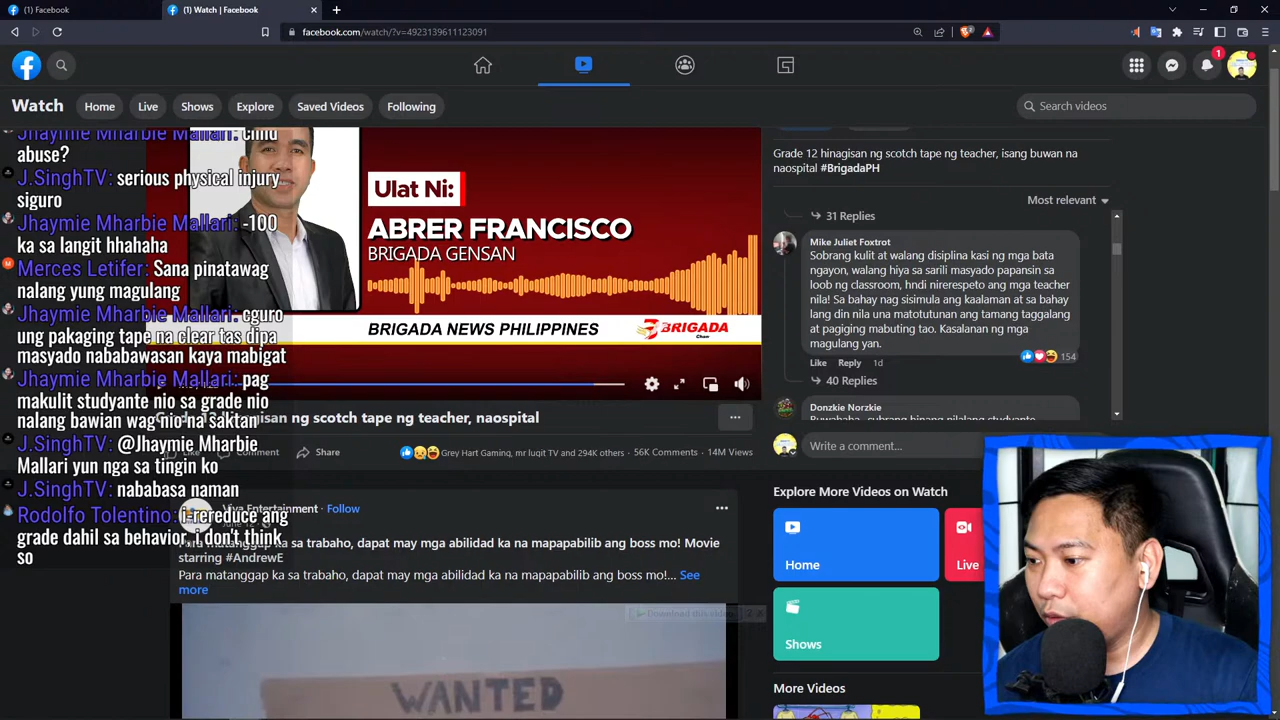 (1) Facebook
(1) Watch | Facebook
facebook.com/watch/?v=4923139611123091
1
Watch
Home
Live
Shows
Explore
Saved Videos
Following
Search videos
Jhaymie Mharbie Mallari: child
abuse?
J.SinghTV: serious physical injury
siguro
Jhaymie Mharbie Mallari: -100
ka sa langit hhahaha
Merces Letifer: Sana pinatawag
nalang yung magulang
Jhaymie Mharbie Mallari: cguro
ung pakaging tape na clear tas dipa
masyado nababawasan kaya mabigat
Jhaymie Mharbie Mallari: pag
makulit studyante nio sa grade nio
nalang bawian wag nio na saktan
J.SinghTV: @Jhaymie Mharbie
Mallari yun nga sa tingin ko
J.SinghTV: nababasa naman
Rodolfo Tolentino: i rereduce ang
grade dahil sa behavior. i don't think
so
Ulat Ni:
ABRER FRANCISCO
BRIGADA GENSAN
BRIGADA NEWS PHILIPPINES
BRIGADA
hinagisan ng scotch tape ng teacher, naospital
Like
Comment
Share
Grey Hart Gaming, mr lugit TV and 294K others
56K Comments
14M Views
Viva Entertainment · Follow
Para matanggap ka sa trabaho, dapat may mga abilidad ka na mapapabilib ang boss mo! Movie
starring #AndrewE
Para matanggap ka sa trabaho, dapat may mga abilidad ka na mapapabilib ang boss mo!... See
more
WANTED
Grade 12 hinagisan ng scotch tape ng teacher, isang buwan na
naospital #BrigadaPH
Most relevant
31 Replies
Mike Juliet Foxtrot
Sobrang kulit at walang disiplina kasi ng mga bata
ngayon, walang hiya sa sarili masyado papansin sa
loob ng classroom, hndi nirerespeto ang mga teacher
nila! Sa bahay nag sisimula ang kaalaman at sa bahay
lang din nila una matotutunan ang tamang taggalang
at pagiging mabuting tao. Kasalanan ng mga
magulang yan.
154
Like Reply 1d
40 Replies
Donzkie Norzkie
Write a comment...
Explore More Videos on Watch
Home
Live
Shows
More Videos